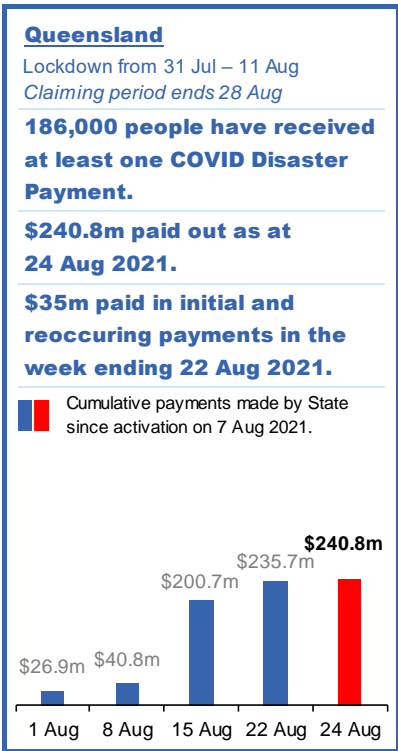 Queensland
Lockdown from 31 Jul – 11 Aug
Claiming period ends 28 Aug
186,000 people have received
at least one COVID Disaster
Payment.
$240.8m paid out as at
24 Aug 2021.
$35m paid in initial and
reoccuring payments in the
week ending 22 Aug 2021.
Cumulative payments made by State
since activation on 7 Aug 2021.
$26.9m
$40.8m
$200.7m
$235.7m
$240.8m
1 Aug 8 Aug 15 Aug 22 Aug 24 Aug